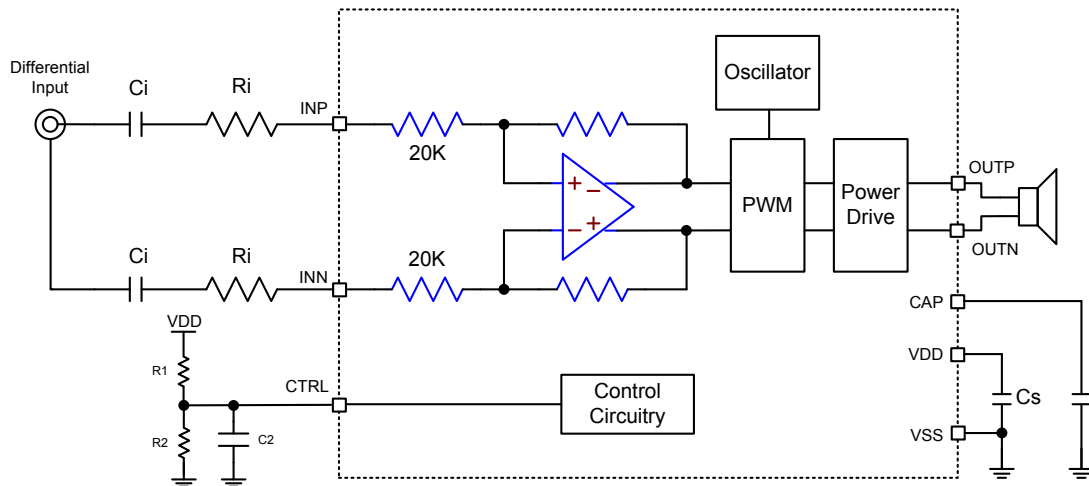 Differential
Input
Ci
Ri
INP
20K
Oscillator
PWM
Power
Drive
OUTP
OUTN
+
−
+
−
Ci
Ri
INN
20K
CAP
VDD
R1
VDD
CTRL
Control
Circuitry
Cs
R2
C2
VSS